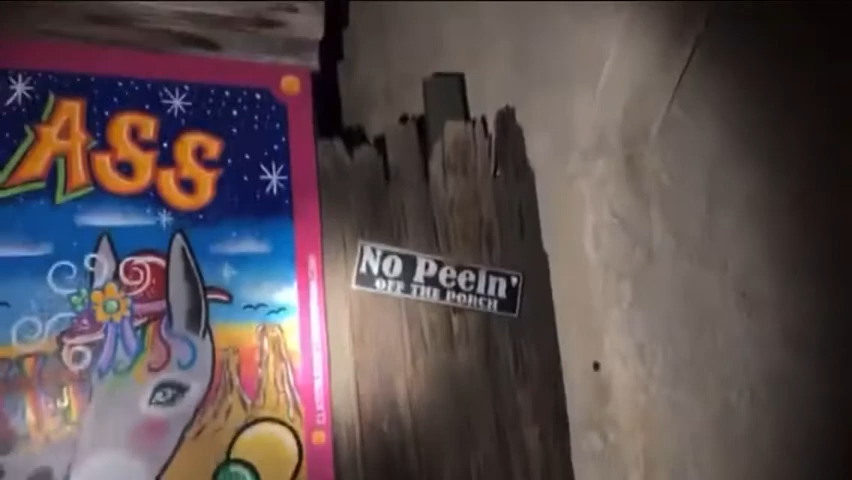 ASS
No Peein'
OFF THE PORCH